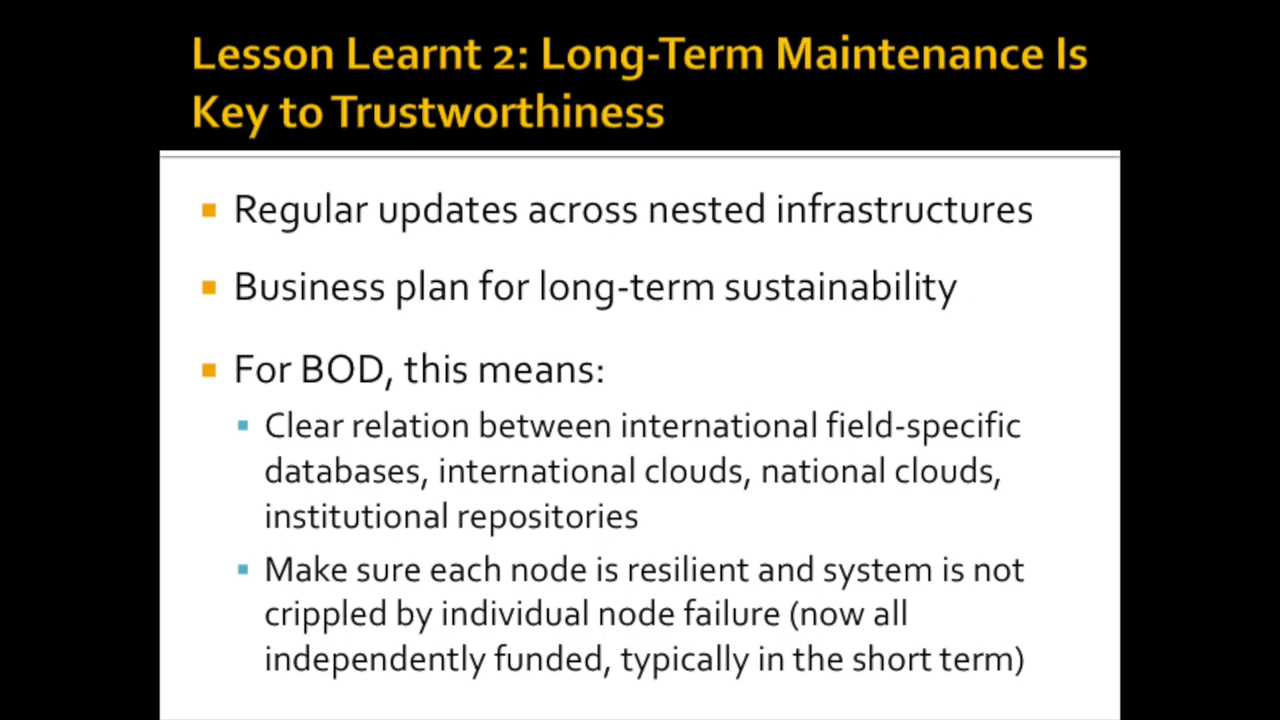 Lesson Learnt 2: Long-Term Maintenance Is
Key to Trustworthiness
Regular updates across nested infrastructures
Business plan for long-term sustainability
For BOD, this means:
Clear relation between international field-specific
databases, international clouds, national clouds,
institutional repositories
Make sure each node is resilient and system is not
crippled by individual node failure (now all
independently funded, typically in the short term)